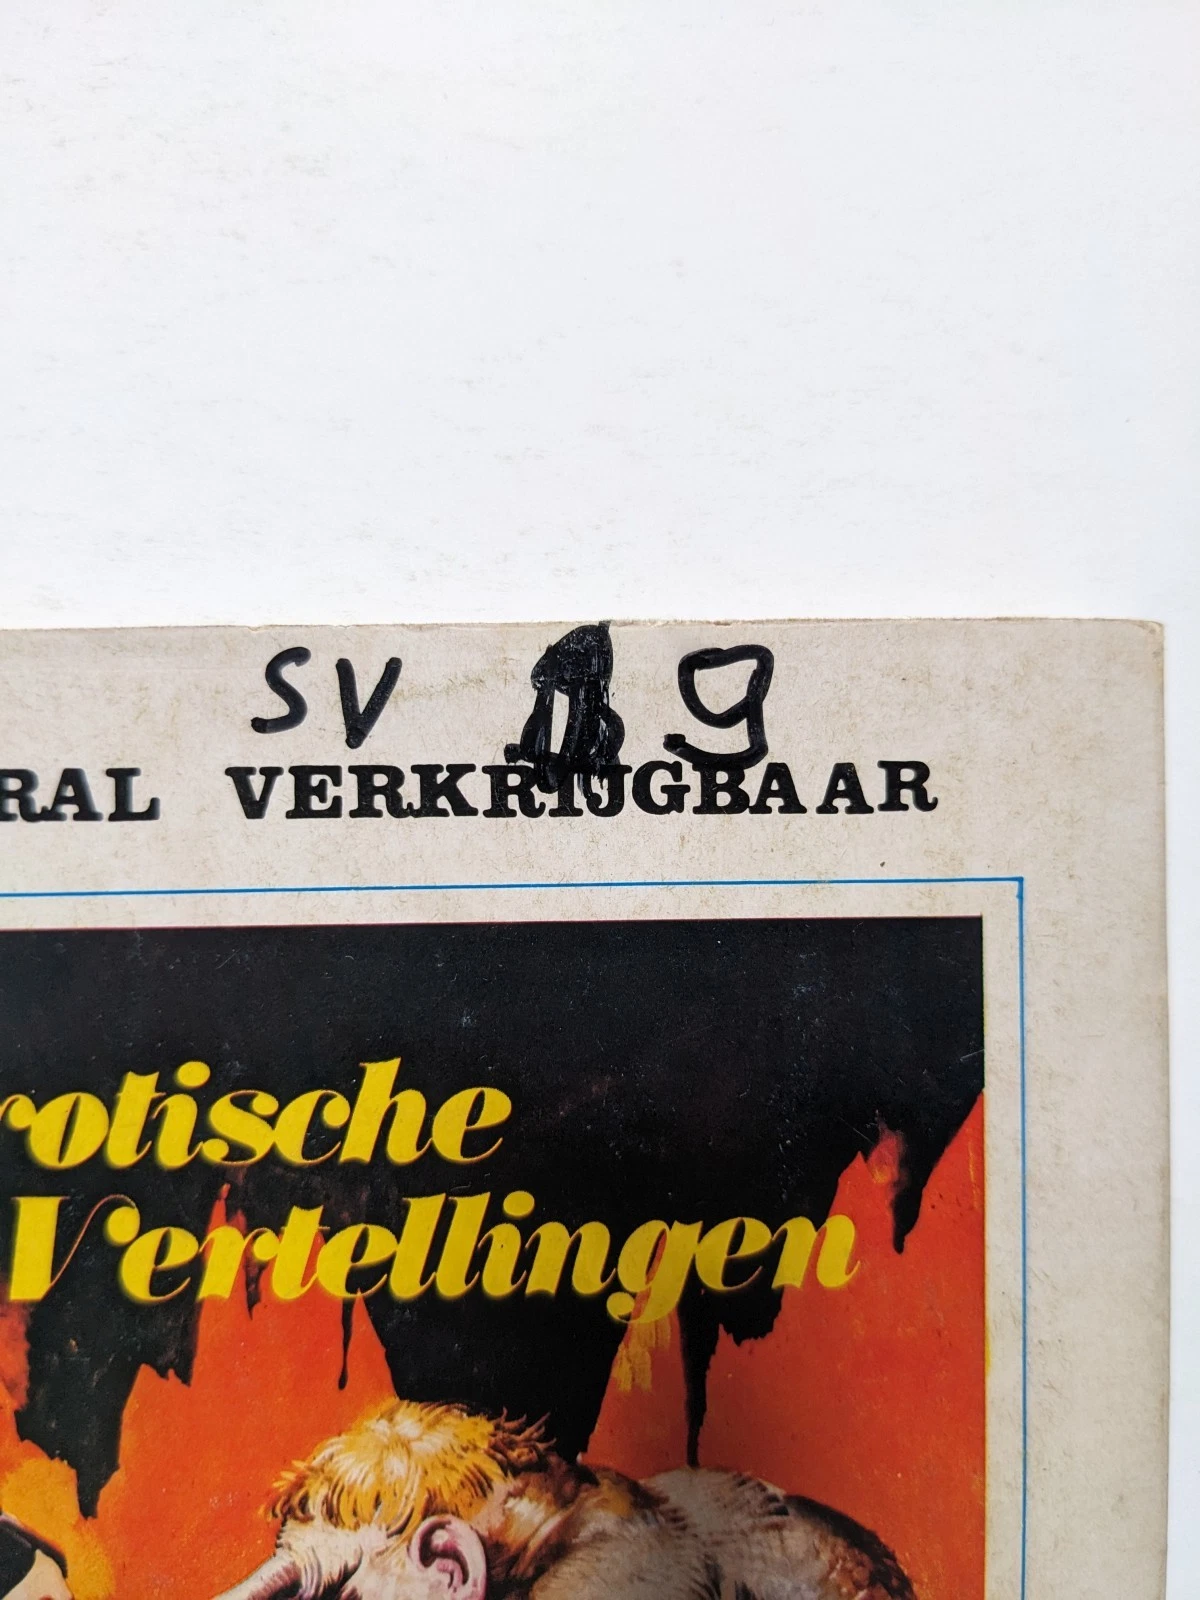 SV 9
RAL VERKRIJGBAAR
rotische
Vertellingen